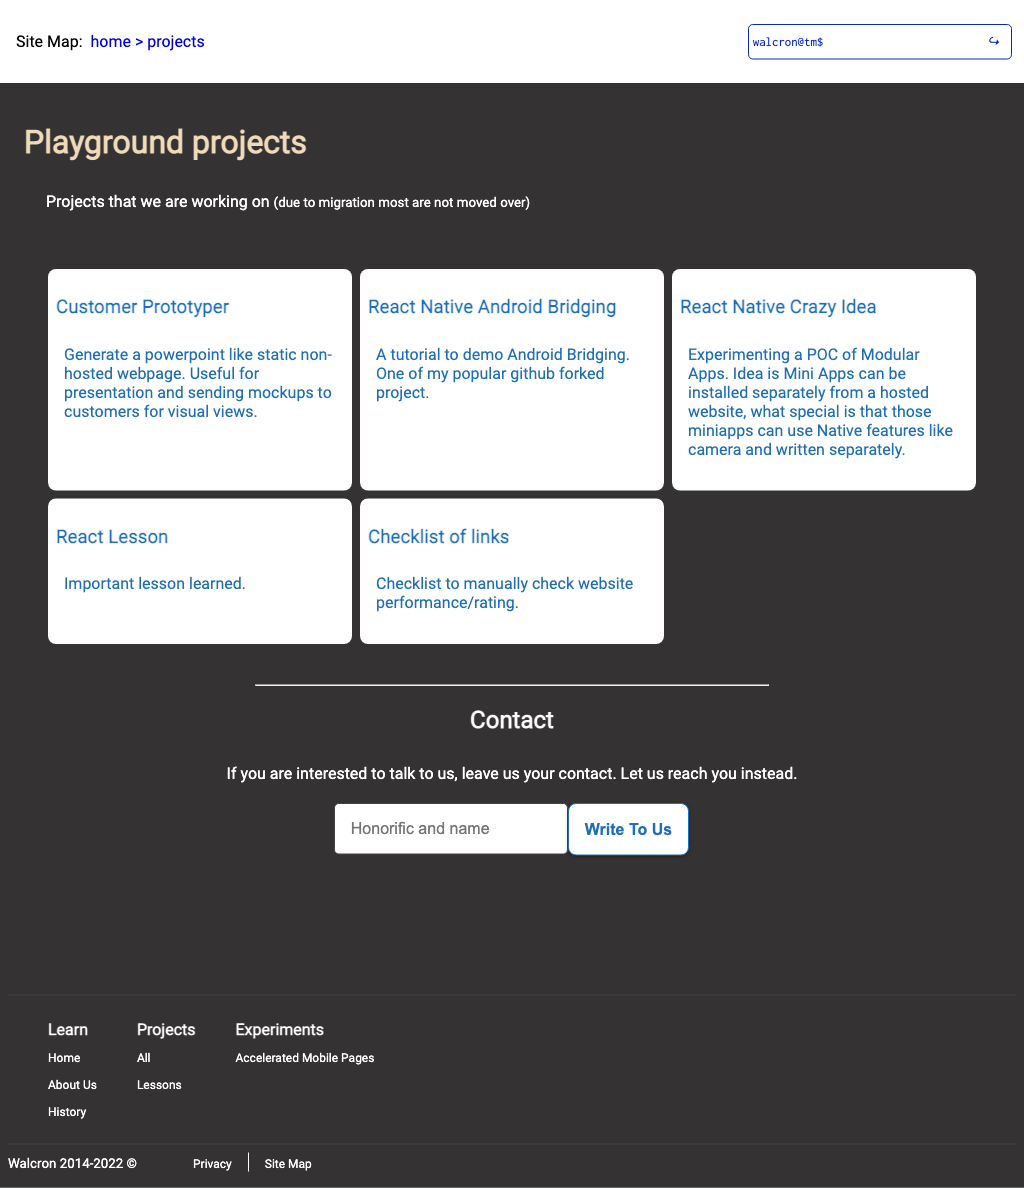 Site Map: home > projects
walcron@tm$
Playground projects
Projects that we are working on (due to migration most are not moved over)
Customer Prototyper
Generate a powerpoint like static non-
hosted webpage. Useful for
presentation and sending mockups to
customers for visual views.
React Native Android Bridging
A tutorial to demo Android Bridging.
One of my popular github forked
project.
React Native Crazy Idea
Experimenting a POC of Modular
Apps. Idea is Mini Apps can be
installed separately from a hosted
website, what special is that those
miniapps can use Native features like
camera and written separately.
React Lesson
Important lesson learned.
Checklist of links
Checklist to manually check website
performance/rating.
Contact
If you are interested to talk to us, leave us your contact. Let us reach you instead.
Honorific and name
Write To Us
Learn
Home
About Us
History
Projects
All
Lessons
Experiments
Accelerated Mobile Pages
Walcron 2014-2022 ©
Privacy
Site Map